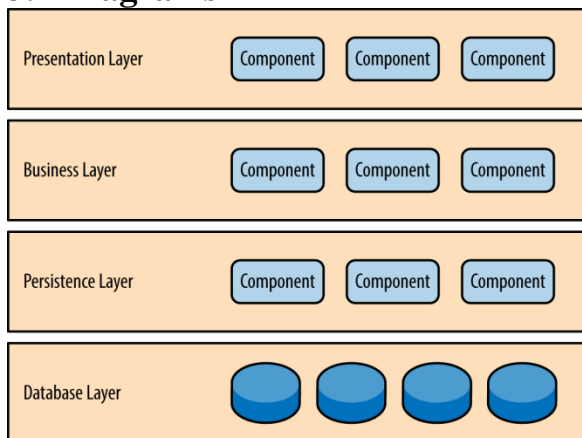 Presentation Layer Component Component Component
Business Layer Component Component Component
Persistence Layer Component Component Component
Database Layer